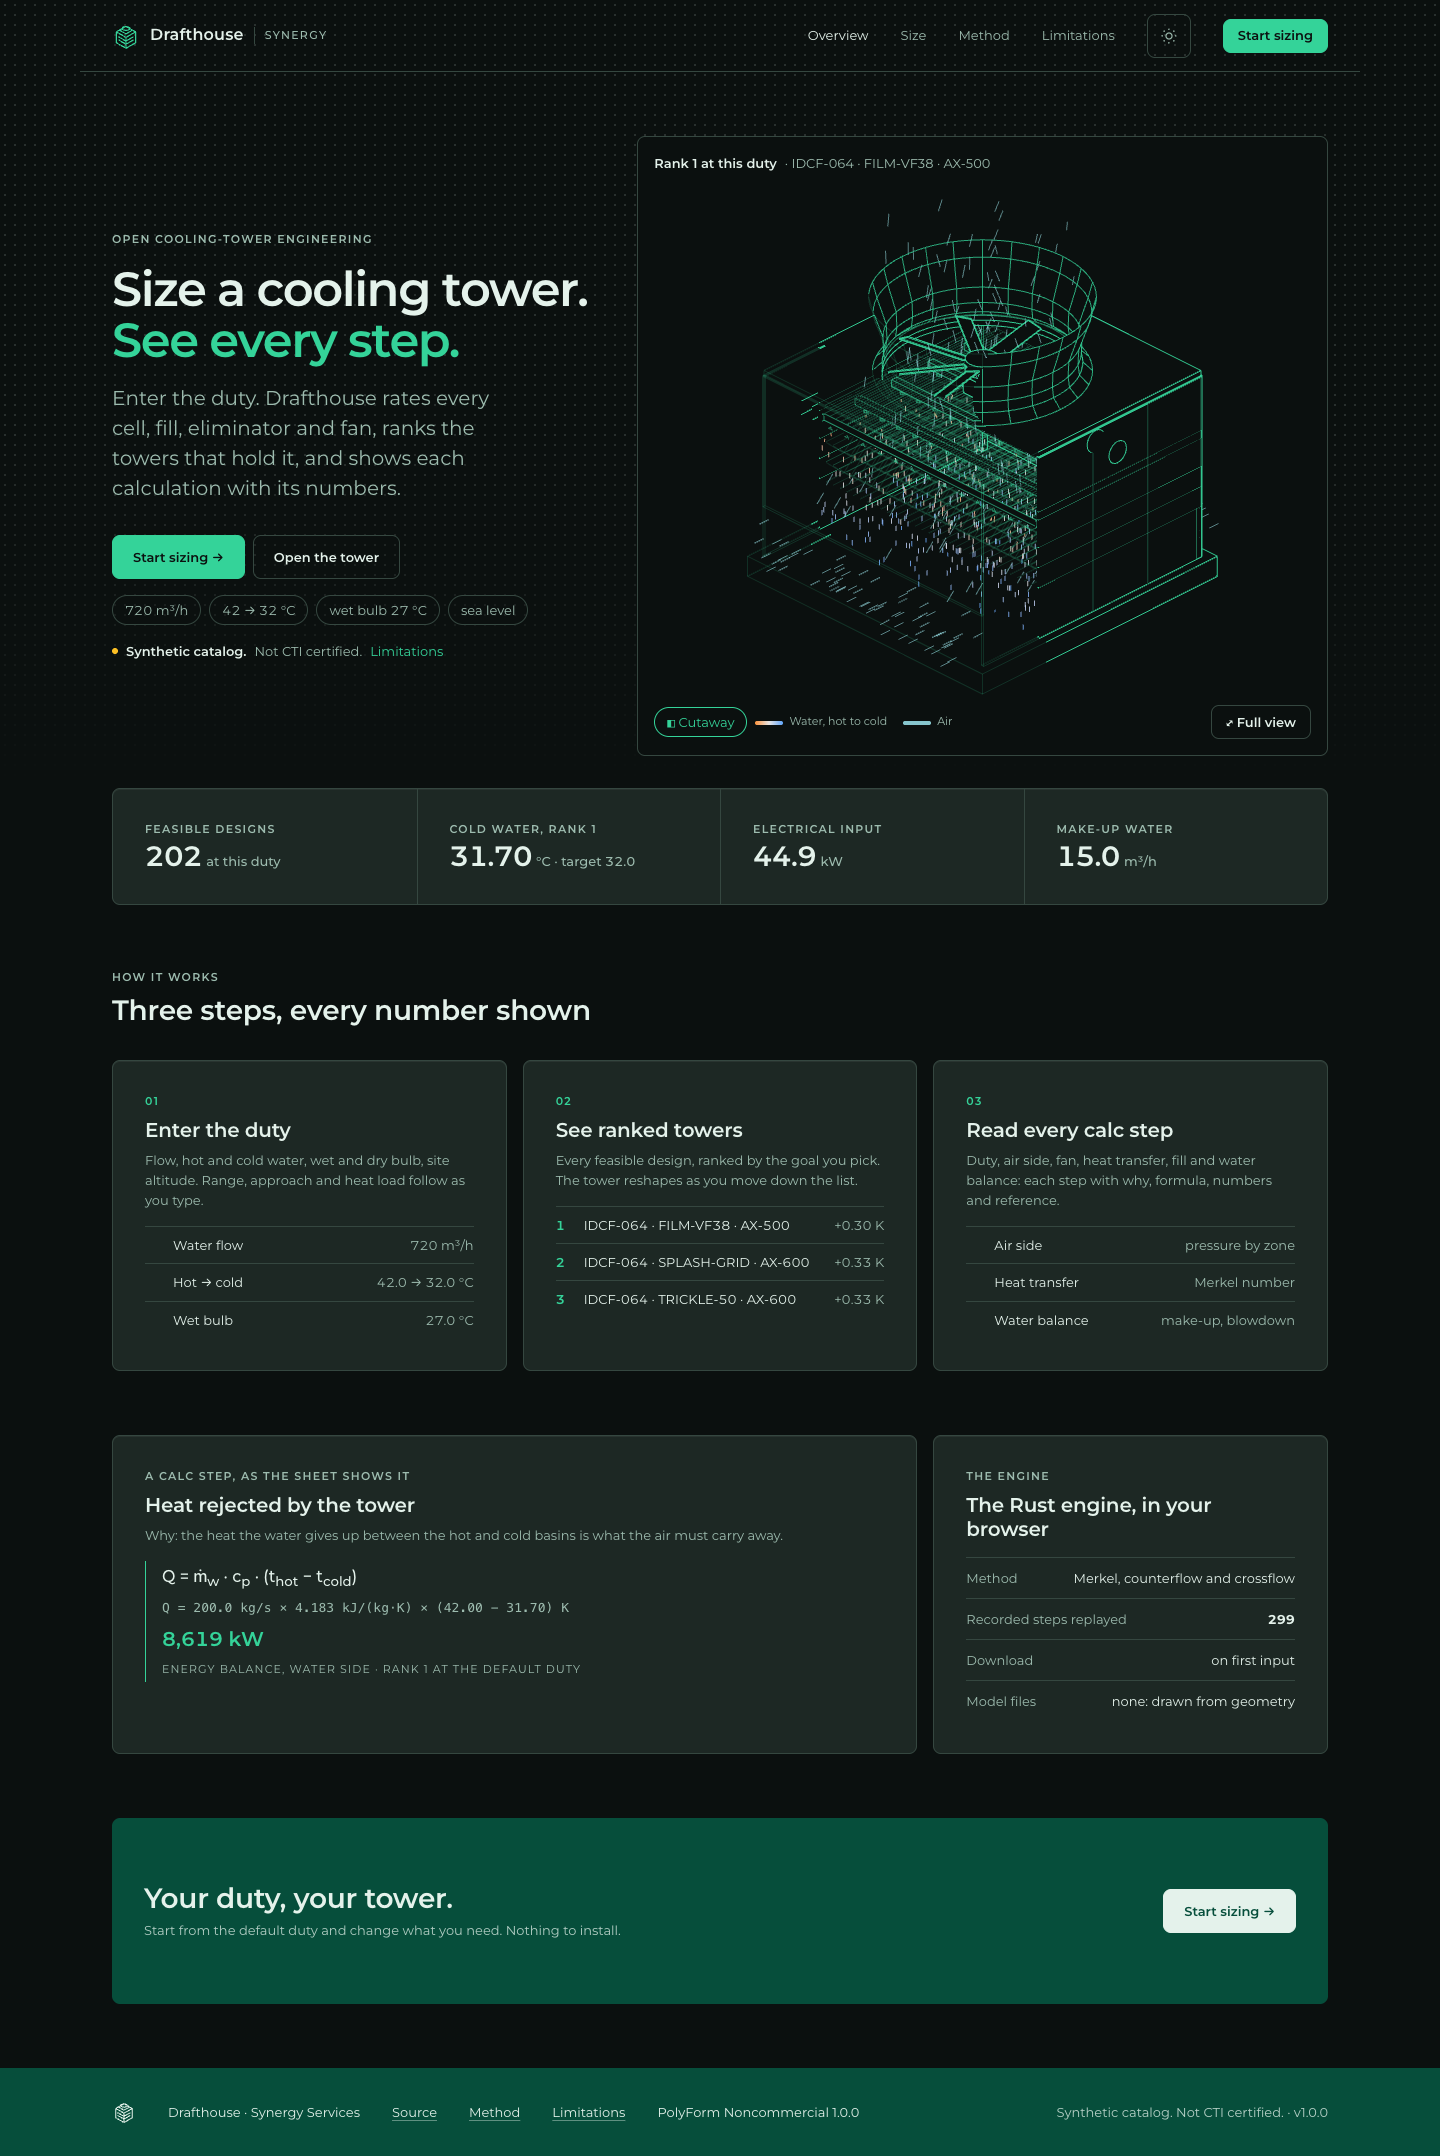 Drafthouse SYNERGY
Overview Size Method Limitations Start sizing
Rank 1 at this duty · IDCF-064 · FILM-VF38 · AX-500
OPEN COOLING-TOWER ENGINEERING
Size a cooling tower.
See every step.
Enter the duty. Drafthouse rates every
cell, fill, eliminator and fan, ranks the
towers that hold it, and shows each
calculation with its numbers.
Start sizing → Open the tower
720 m³/h 42 → 32 °C wet bulb 27 °C sea level
Synthetic catalog. Not CTI certified. Limitations
Cutaway Water, hot to cold Air Full view
FEASIBLE DESIGNS
202 at this duty
COLD WATER, RANK 1
31.70 °C · target 32.0
ELECTRICAL INPUT
44.9 kW
MAKE-UP WATER
15.0 m³/h
HOW IT WORKS
Three steps, every number shown
01
Enter the duty
Flow, hot and cold water, wet and dry bulb, site
altitude. Range, approach and heat load follow as
you type.
Water flow 720 m³/h
Hot → cold 42.0 → 32.0 °C
Wet bulb 27.0 °C
02
See ranked towers
Every feasible design, ranked by the goal you pick.
The tower reshapes as you move down the list.
1 IDCF-064 · FILM-VF38 · AX-500 +0.30 K
2 IDCF-064 · SPLASH-GRID · AX-600 +0.33 K
3 IDCF-064 · TRICKLE-50 · AX-600 +0.33 K
03
Read every calc step
Duty, air side, fan, heat transfer, fill and water
balance: each step with why, formula, numbers
and reference.
Air side pressure by zone
Heat transfer Merkel number
Water balance make-up, blowdown
A CALC STEP, AS THE SHEET SHOWS IT
Heat rejected by the tower
Why: the heat the water gives up between the hot and cold basins is what the air must carry away.
Q = ṁw · cp · (thot − tcold)
Q = 200.0 kg/s × 4.183 kJ/(kg·K) × (42.00 − 31.70) K
8,619 kW
ENERGY BALANCE, WATER SIDE · RANK 1 AT THE DEFAULT DUTY
THE ENGINE
The Rust engine, in your
browser
Method Merkel, counterflow and crossflow
Recorded steps replayed 299
Download on first input
Model files none: drawn from geometry
Your duty, your tower.
Start from the default duty and change what you need. Nothing to install.
Start sizing →
Drafthouse · Synergy Services Source Method Limitations PolyForm Noncommercial 1.0.0 Synthetic catalog. Not CTI certified. · v1.0.0